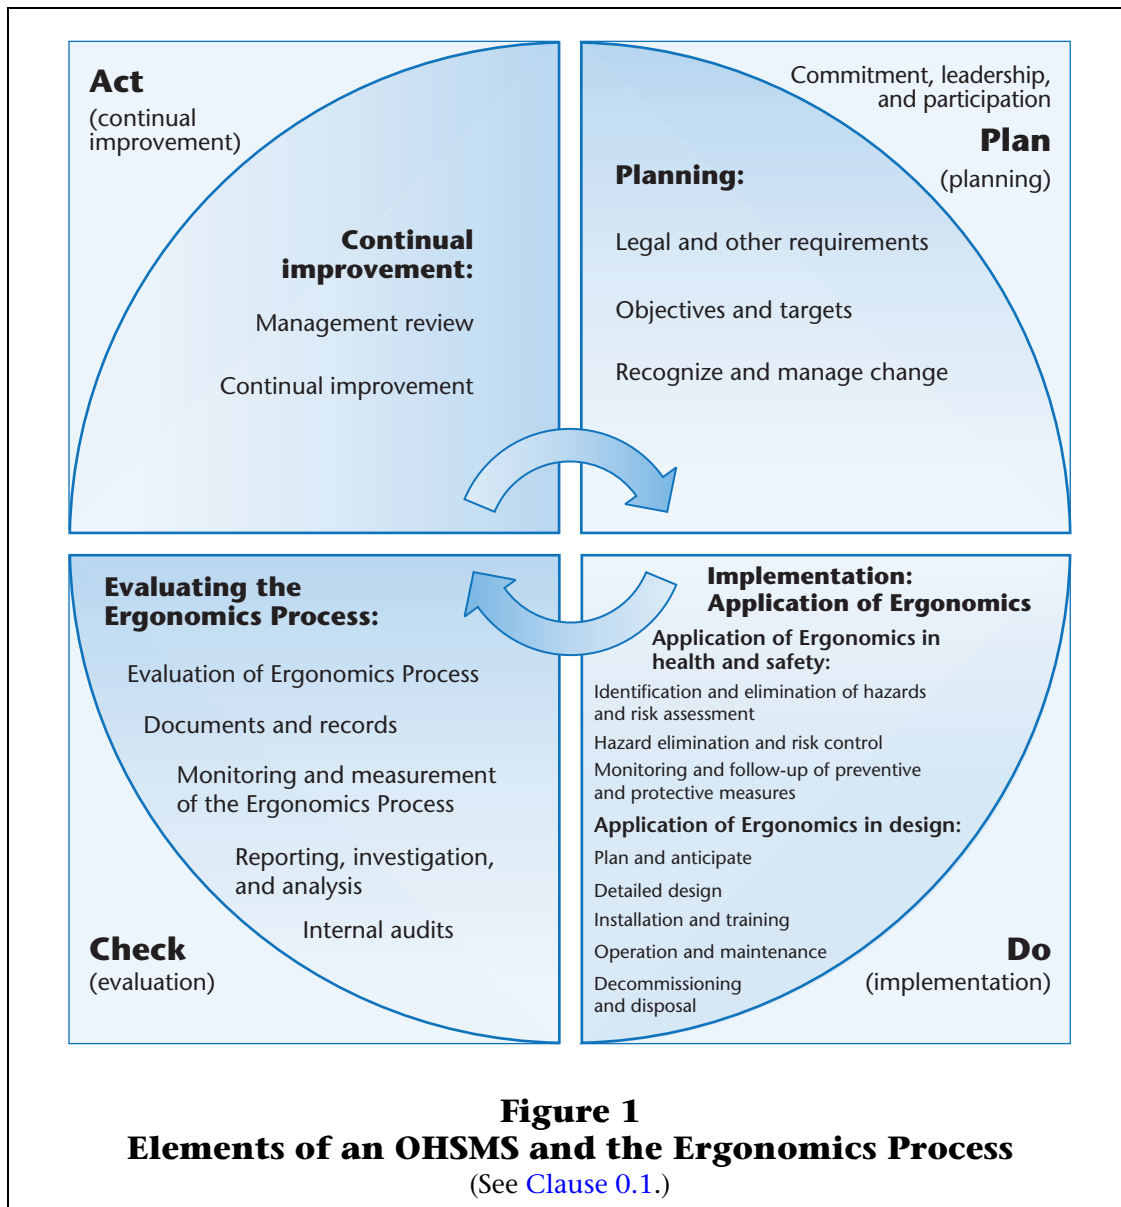 Act
(continual
improvement)
Continual
improvement:
Management review
Continual improvement
Commitment, leadership,
and participation
Plan
(planning)
Planning:
Legal and other requirements
Objectives and targets
Recognize and manage change
Evaluating the
Ergonomics Process:
Evaluation of Ergonomics Process
Documents and records
Monitoring and measurement
of the Ergonomics Process
Reporting, investigation,
and analysis
Internal audits
Check
(evaluation)
Implementation:
Application of Ergonomics
Application of Ergonomics in
health and safety:
Identification and elimination of hazards
and risk assessment
Hazard elimination and risk control
Monitoring and follow-up of preventive
and protective measures
Application of Ergonomics in design:
Plan and anticipate
Detailed design
Installation and training
Operation and maintenance
Decommissioning
and disposal
Do
(implementation)
Figure 1
Elements of an OHSMS and the Ergonomics Process
(See Clause 0.1.)